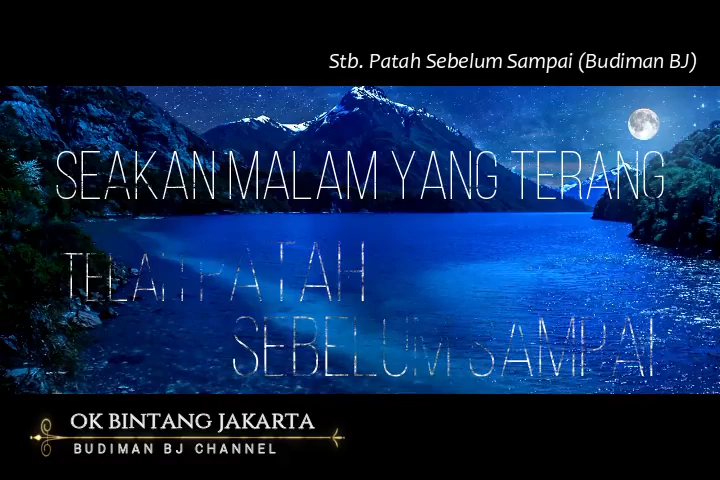 Stb. Patah Sebelum Sampai (Budiman BJ)
SEAKAN MALAM YANG TERANG
TELAH PATAH
SEBELUM SAMPAI
OK BINTANG JAKARTA
BUDIMAN BJ CHANNEL